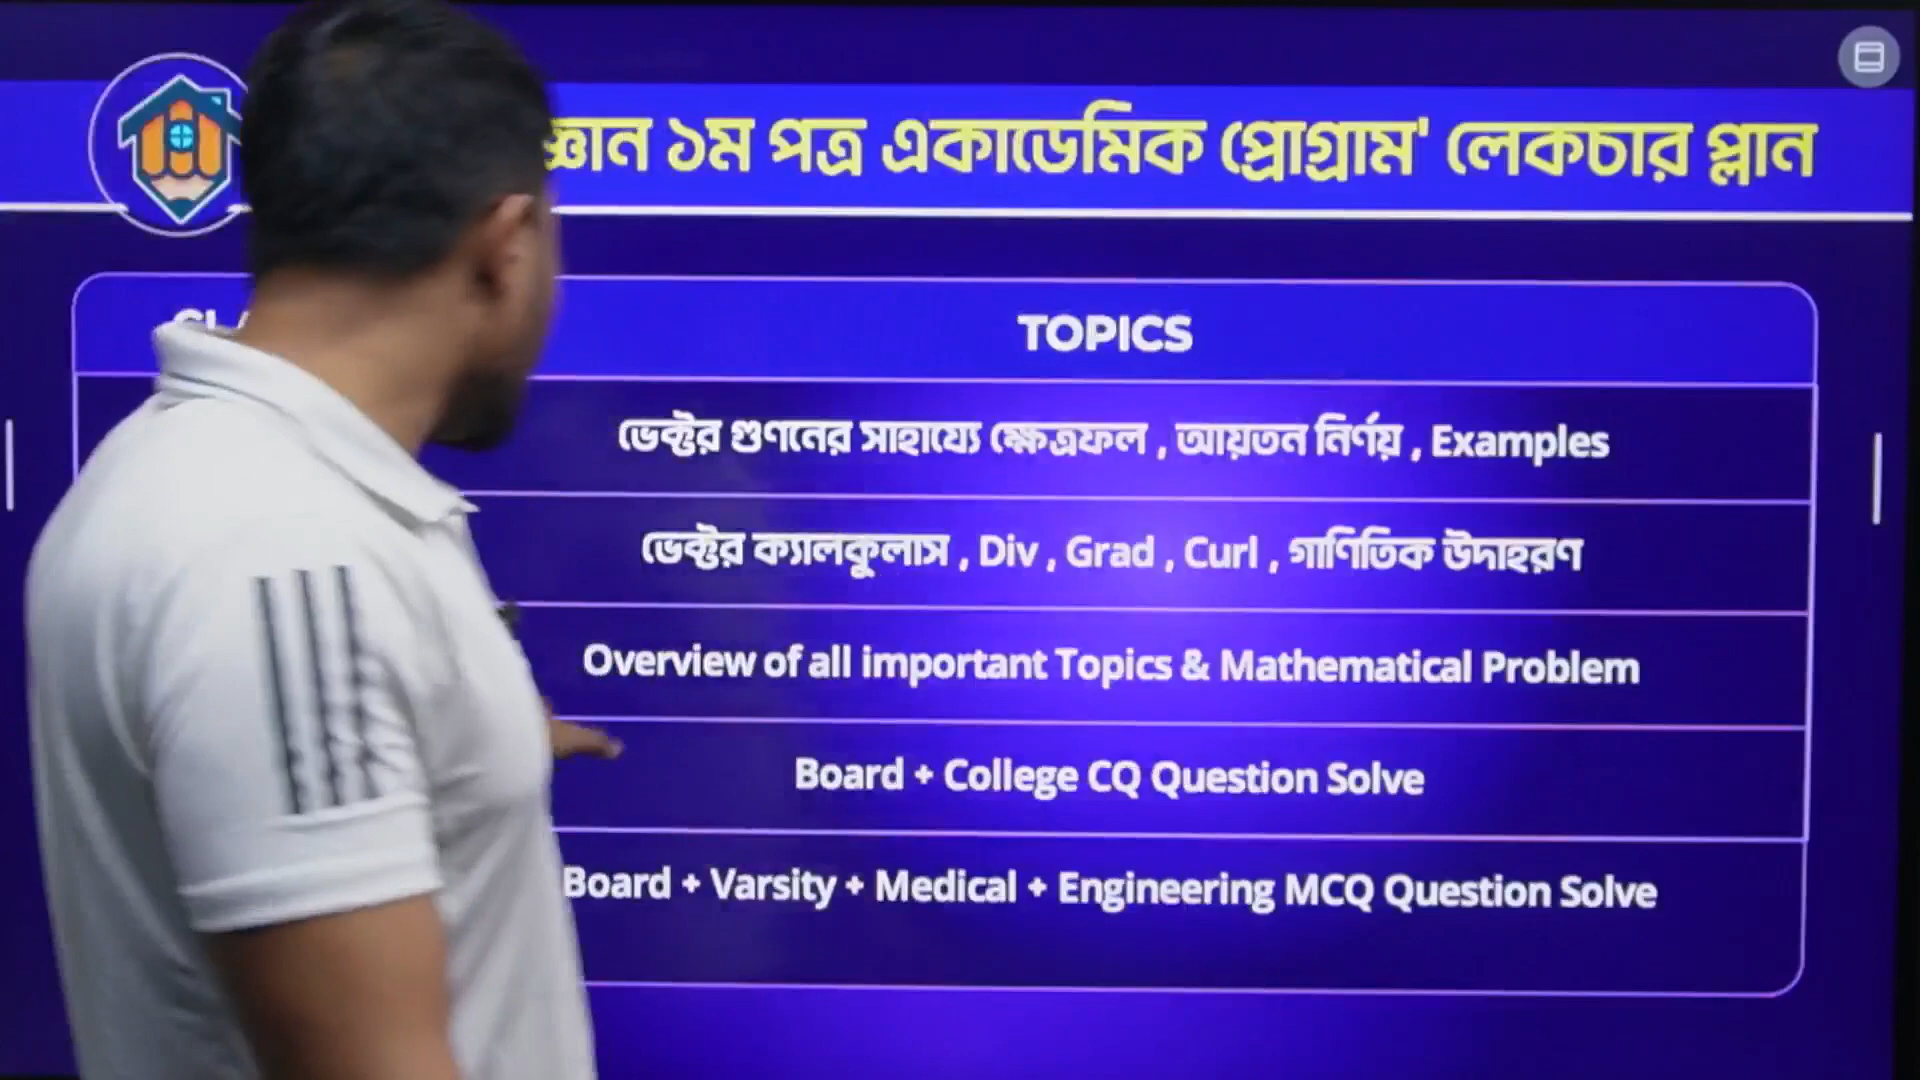 ১ম পত্র একাডেমিক প্রোগ্রাম' লেকচার প্লান
TOPICS
ভেক্টর গুণনের সাহায্যে ক্ষেত্রফল , আয়তন নির্ণয় , Examples
ভেক্টর ক্যালকুলাস , Div , Grad , Curl , গাণিতিক উদাহরণ
Overview of all important Topics & Mathematical Problem
Board + College CQ Question Solve
Board + Varsity + Medical + Engineering MCQ Question Solve